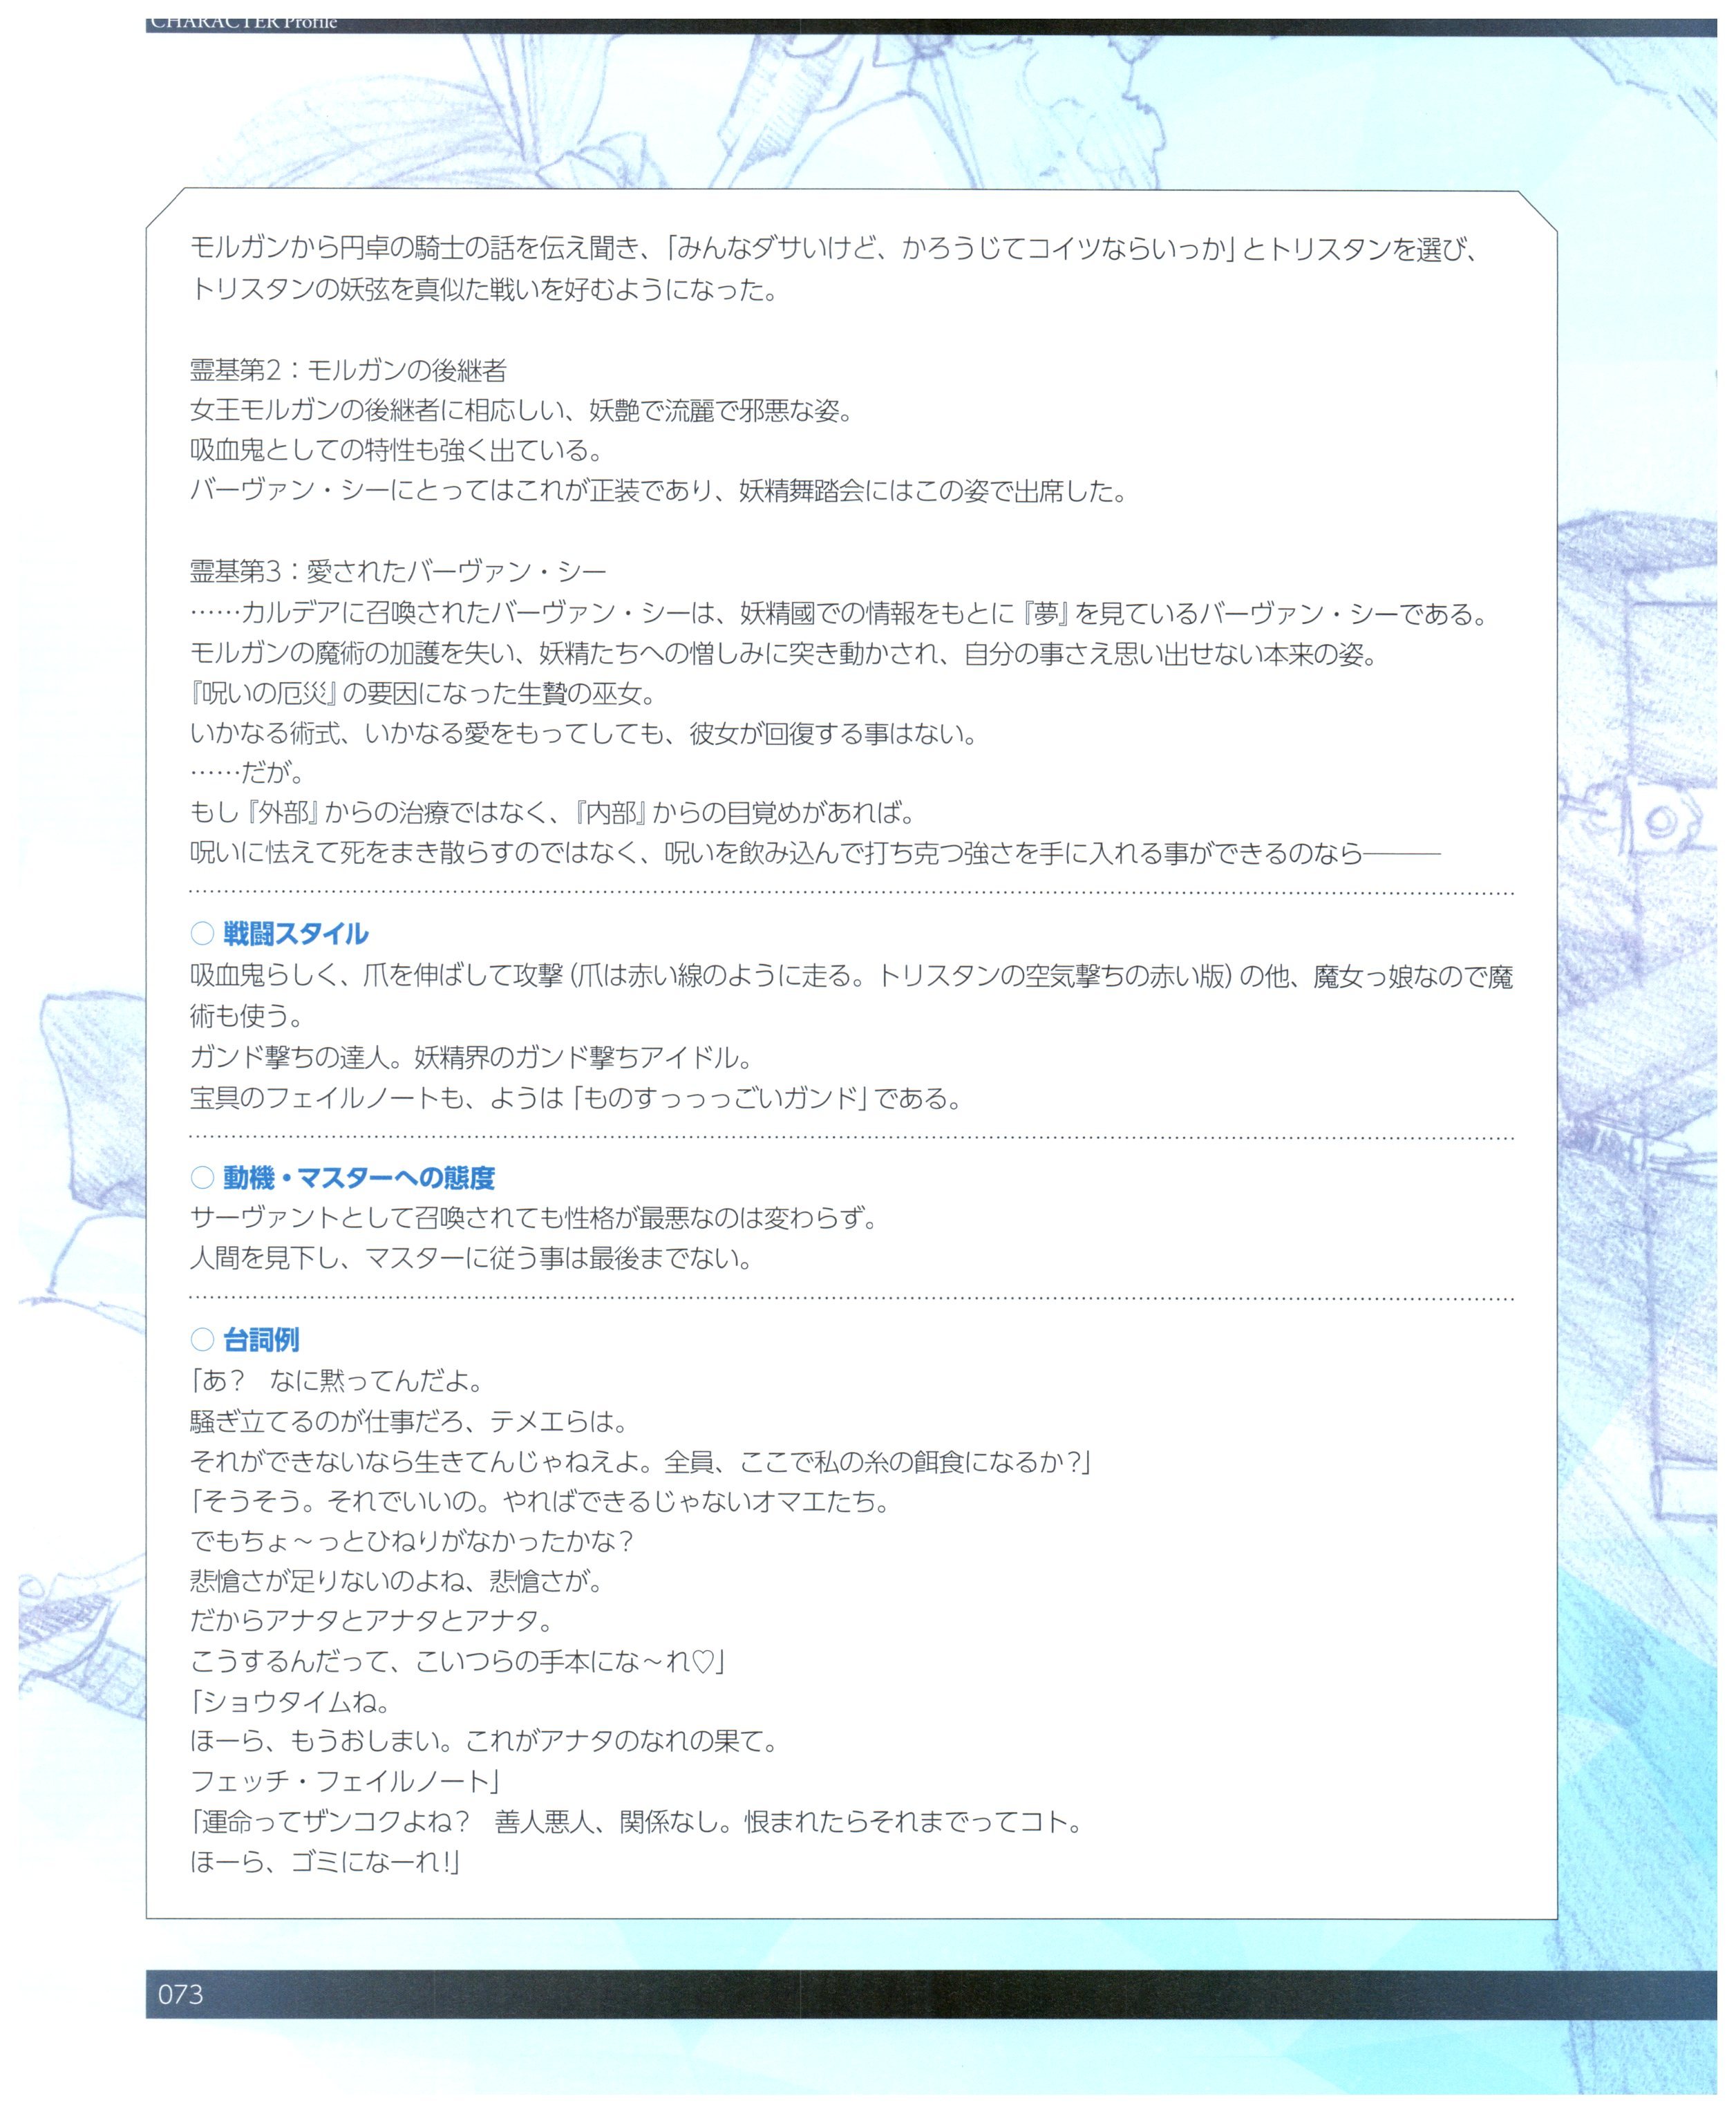 CHARACTER Profile
モルガンから円卓の騎士の話を伝え聞き、「みんなダサいけど、かろうじてコイツならいっか」とトリスタンを選び、
トリスタンの妖弦を真似た戦いを好むようになった。
霊基第2：モルガンの後継者
女王モルガンの後継者に相応しい、妖艶で流麗で邪悪な姿。
吸血鬼としての特性も強く出ている。
バーヴァン・シーにとってはこれが正装であり、妖精舞踏会にはこの姿で出席した。
霊基第3：愛されたバーヴァン・シー
……カルデアに召喚されたバーヴァン・シーは、妖精國での情報をもとに『夢』を見ているバーヴァン・シーである。
モルガンの魔術の加護を失い、妖精たちへの憎しみに突き動かされ、自分の事さえ思い出せない本来の姿。
『呪いの厄災』の要因になった生贄の巫女。
いかなる術式、いかなる愛をもってしても、彼女が回復する事はない。
……だが。
もし『外部』からの治療ではなく、『内部』からの目覚めがあれば。
呪いに怯えて死をまき散らすのではなく、呪いを飲み込んで打ち克つ強さを手に入れる事ができるのなら―――
○ 戦闘スタイル
吸血鬼らしく、爪を伸ばして攻撃（爪は赤い線のように走る。トリスタンの空気撃ちの赤い版）の他、魔女っ娘なので魔
術も使う。
ガンド撃ちの達人。妖精界のガンド撃ちアイドル。
宝具のフェイルノートも、ようは「ものすっっっごいガンド」である。
○ 動機・マスターへの態度
サーヴァントとして召喚されても性格が最悪なのは変わらず。
人間を見下し、マスターに従う事は最後までない。
○ 台詞例
「あ？　なに黙ってんだよ。
騒ぎ立てるのが仕事だろ、テメエらは。
それができないなら生きてんじゃねえよ。全員、ここで私の糸の餌食になるか？」
「そうそう。それでいいの。やればできるじゃないオマエたち。
でもちょ～っとひねりがなかったかな？
悲愴さが足りないのよね、悲愴さが。
だからアナタとアナタとアナタ。
こうするんだって、こいつらの手本にな～れ♡」
「ショウタイムね。
ほーら、もうおしまい。これがアナタのなれの果て。
フェッチ・フェイルノート」
「運命ってザンコクよね？　善人悪人、関係なし。恨まれたらそれまでってコト。
ほーら、ゴミになーれ！」
073